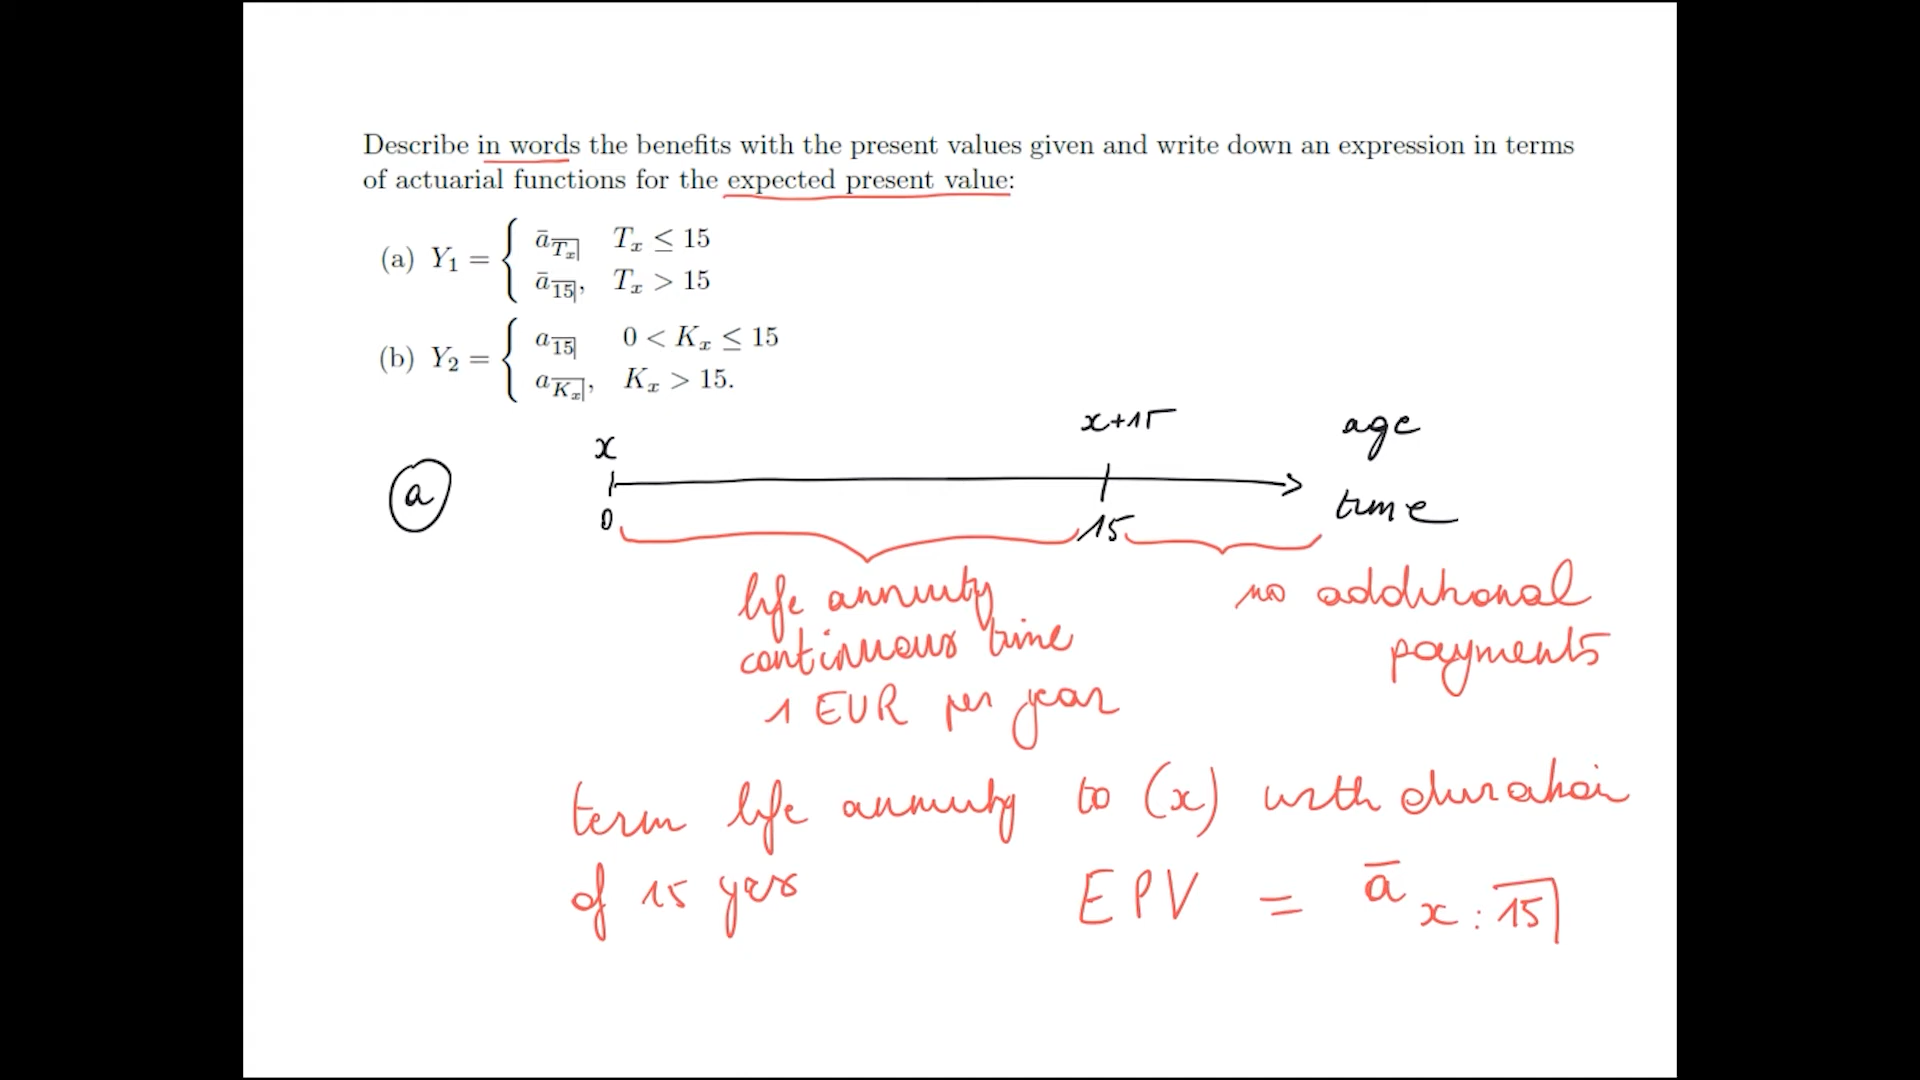 Describe in words the benefits with the present values given and write down an expression in terms
of actuarial functions for the expected present value:
(a) Y₁ = { ā_{T_x⌉} T_x ≤ 15
ā_{15⌉}, T_x > 15
(b) Y₂ = { a_{15⌉} 0 < K_x ≤ 15
a_{K_x⌉}, K_x > 15.
x x+15 age
a
0 15 time
life annuity no additional
continuous time payments
1 EUR per year
term life annuity to (x) with duration
of 15 yrs EPV = ā_{x:15⌉}